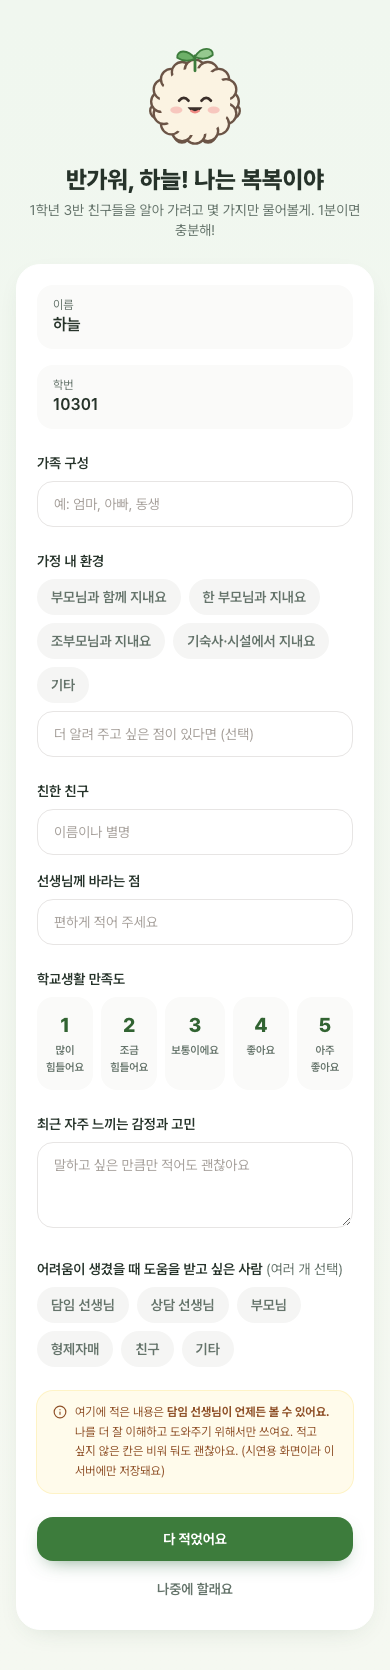 반가워, 하늘! 나는 복복이야
1학년 3반 친구들을 알아 가려고 몇 가지만 물어볼게. 1분이면
충분해!
이름
하늘
학번
10301
가족 구성
예: 엄마, 아빠, 동생
가정 내 환경
부모님과 함께 지내요 한 부모님과 지내요
조부모님과 지내요 기숙사·시설에서 지내요
기타
더 알려 주고 싶은 점이 있다면 (선택)
친한 친구
이름이나 별명
선생님께 바라는 점
편하게 적어 주세요
학교생활 만족도
1 2 3 4 5
많이 조금 보통이에요 좋아요 아주
힘들어요 힘들어요 좋아요
최근 자주 느끼는 감정과 고민
말하고 싶은 만큼만 적어도 괜찮아요
어려움이 생겼을 때 도움을 받고 싶은 사람 (여러 개 선택)
담임 선생님 상담 선생님 부모님
형제자매 친구 기타
여기에 적은 내용은 담임 선생님이 언제든 볼 수 있어요.
나를 더 잘 이해하고 도와주기 위해서만 쓰여요. 적고
싶지 않은 칸은 비워 둬도 괜찮아요. (시연용 화면이라 이
서버에만 저장돼요)
다 적었어요
나중에 할래요